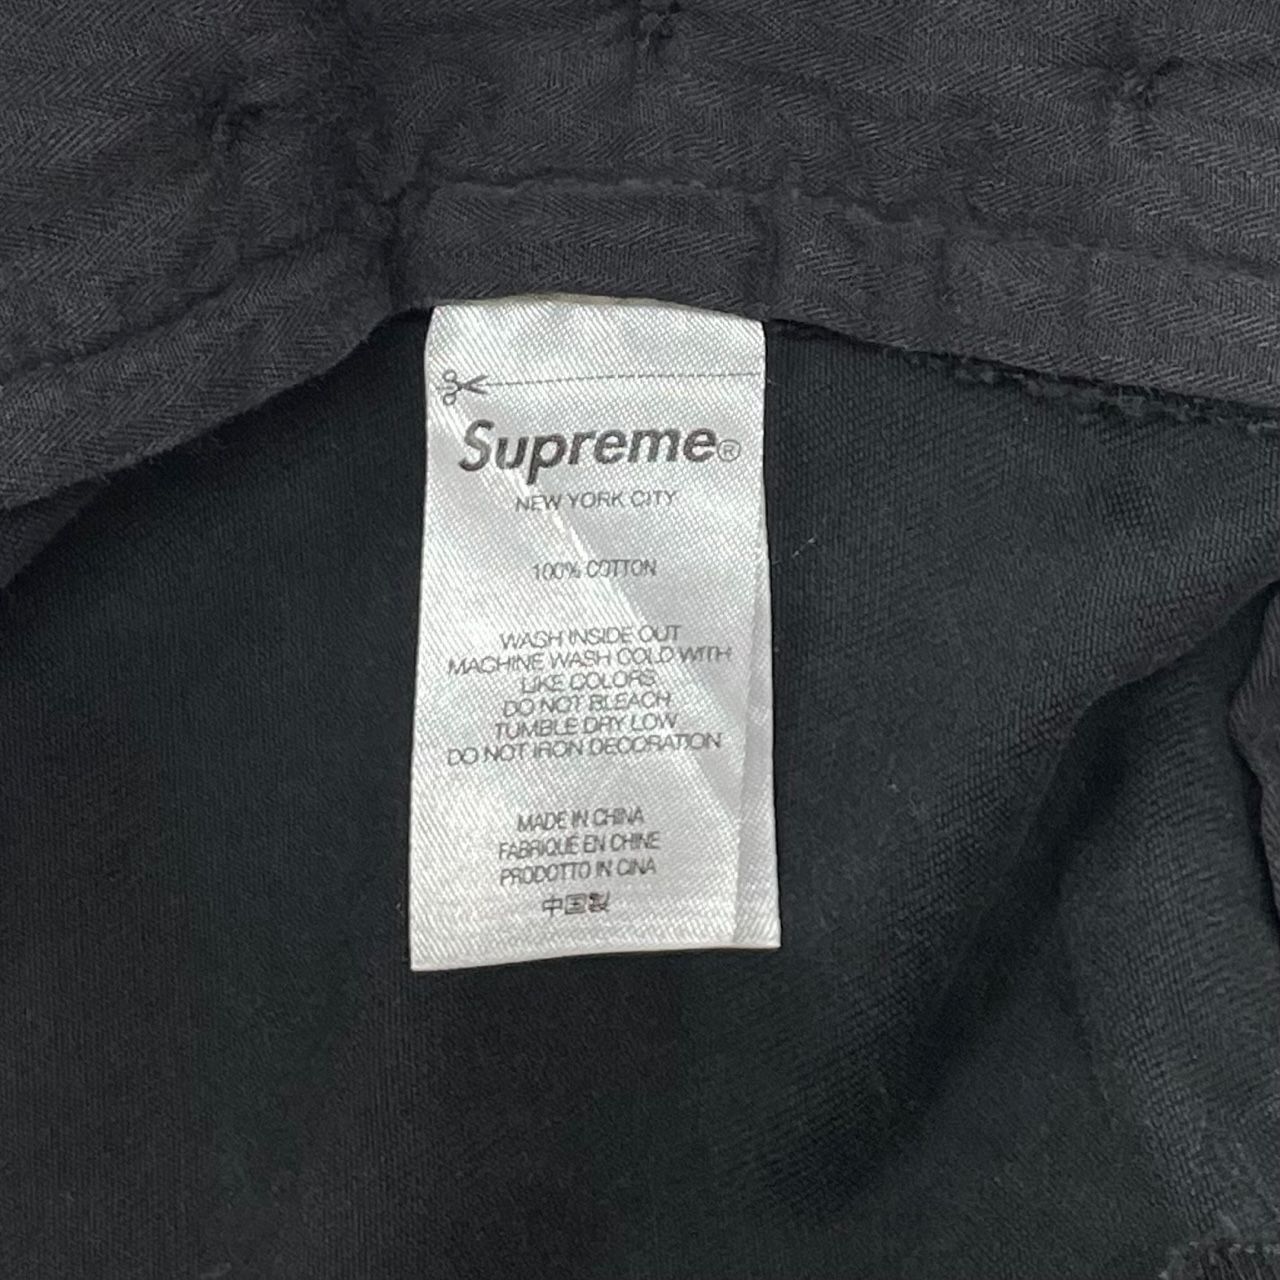 Supreme®
NEW YORK CITY
100% COTTON
WASH INSIDE OUT
MACHINE WASH COLD WITH
LIKE COLORS
DO NOT BLEACH
TUMBLE DRY LOW
DO NOT IRON DECORATION
MADE IN CHINA
FABRIQUE EN CHINE
PRODOTTO IN CINA
中国製